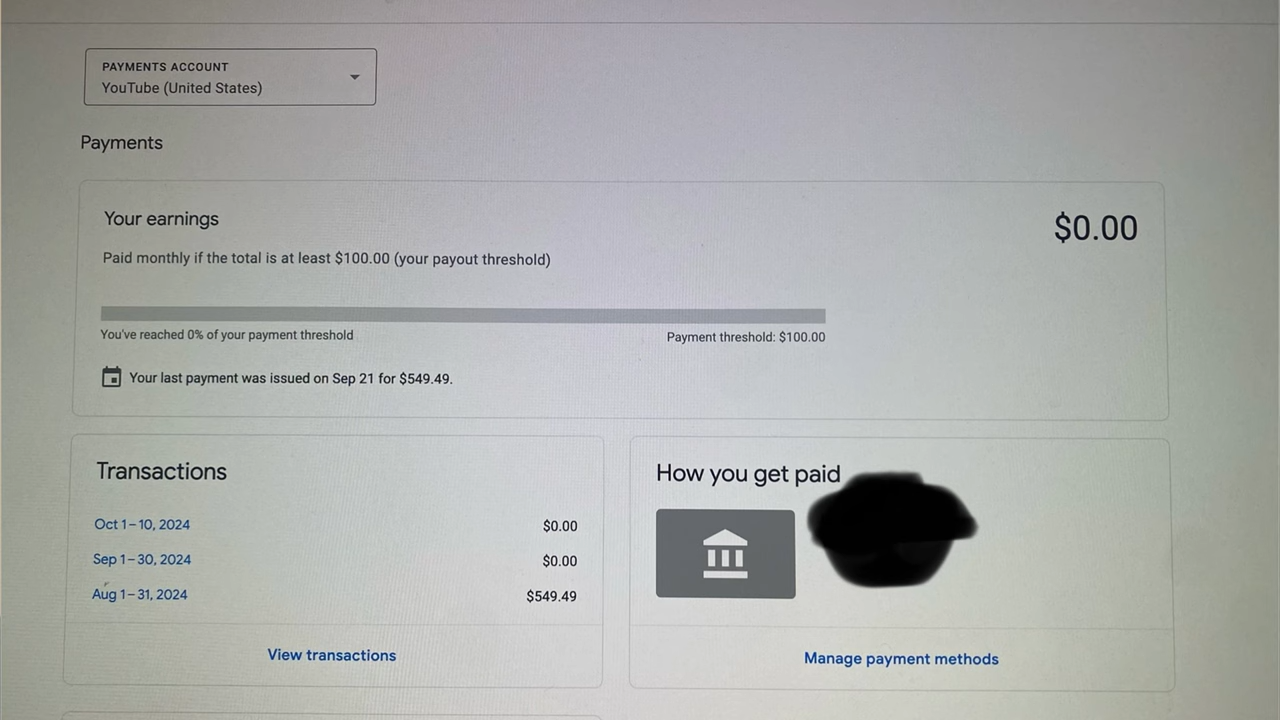 PAYMENTS ACCOUNT
YouTube (United States)
Payments
Your earnings
$0.00
Paid monthly if the total is at least $100.00 (your payout threshold)
You've reached 0% of your payment threshold
Payment threshold: $100.00
Your last payment was issued on Sep 21 for $549.49.
Transactions
Oct 1–10, 2024 $0.00
Sep 1–30, 2024 $0.00
Aug 1–31, 2024 $549.49
View transactions
How you get paid
Manage payment methods